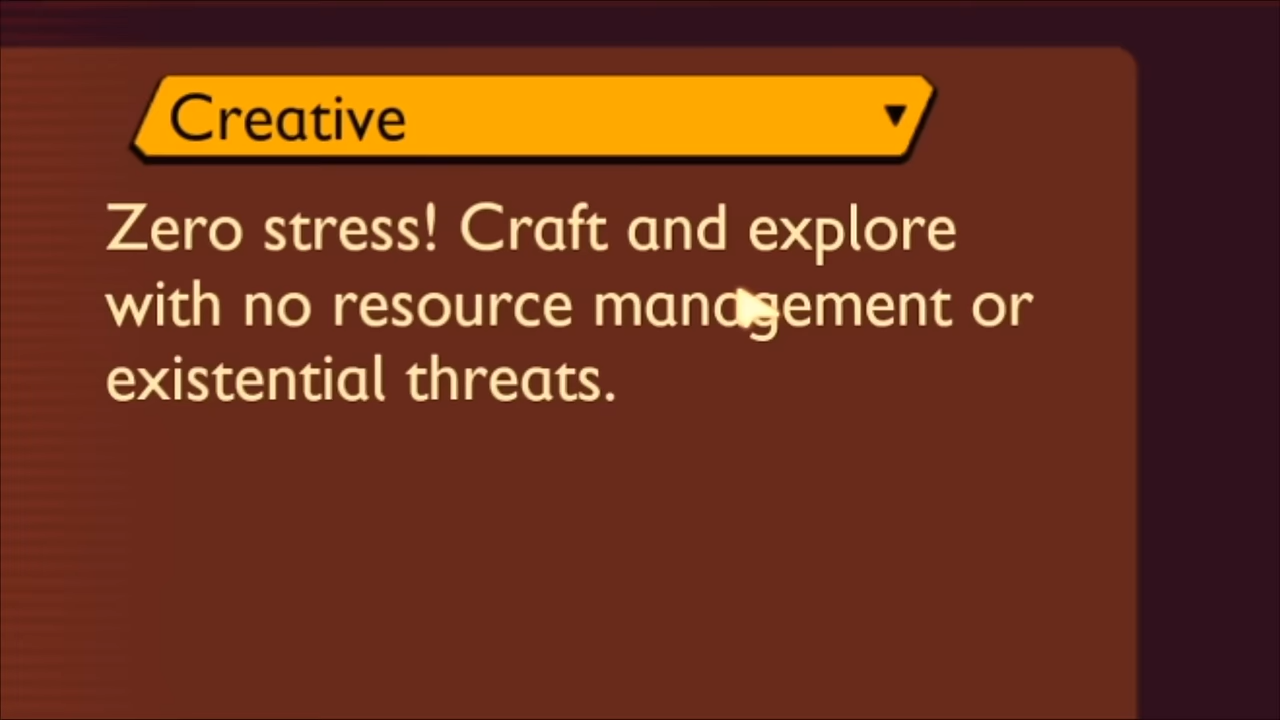 Creative
Zero stress! Craft and explore
with no resource management or
existential threats.